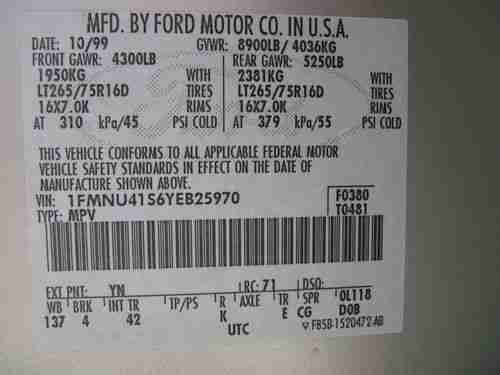 MFD. BY FORD MOTOR CO. IN U.S.A.
DATE: 10/99 GVWR: 8900LB/ 4036KG
FRONT GAWR: 4300LB REAR GAWR: 5250LB
1950KG WITH 2381KG WITH
LT265/75R16D TIRES LT265/75R16D TIRES
16X7.0K RIMS 16X7.0K RIMS
AT 310 kPa/45 PSI COLD AT 379 kPa/55 PSI COLD
THIS VEHICLE CONFORMS TO ALL APPLICABLE FEDERAL MOTOR
VEHICLE SAFETY STANDARDS IN EFFECT ON THE DATE OF
MANUFACTURE SHOWN ABOVE.
VIN: 1FMNU41S6YEB25970 F0380
TYPE: MPV T0481
EXT PNT: YN RC: 71 DSO:
WB BRK INT TR TP/PS R AXLE TR SPR 0L118
137 4 42 K E CG D0B
UTC F85B-1520472-AB